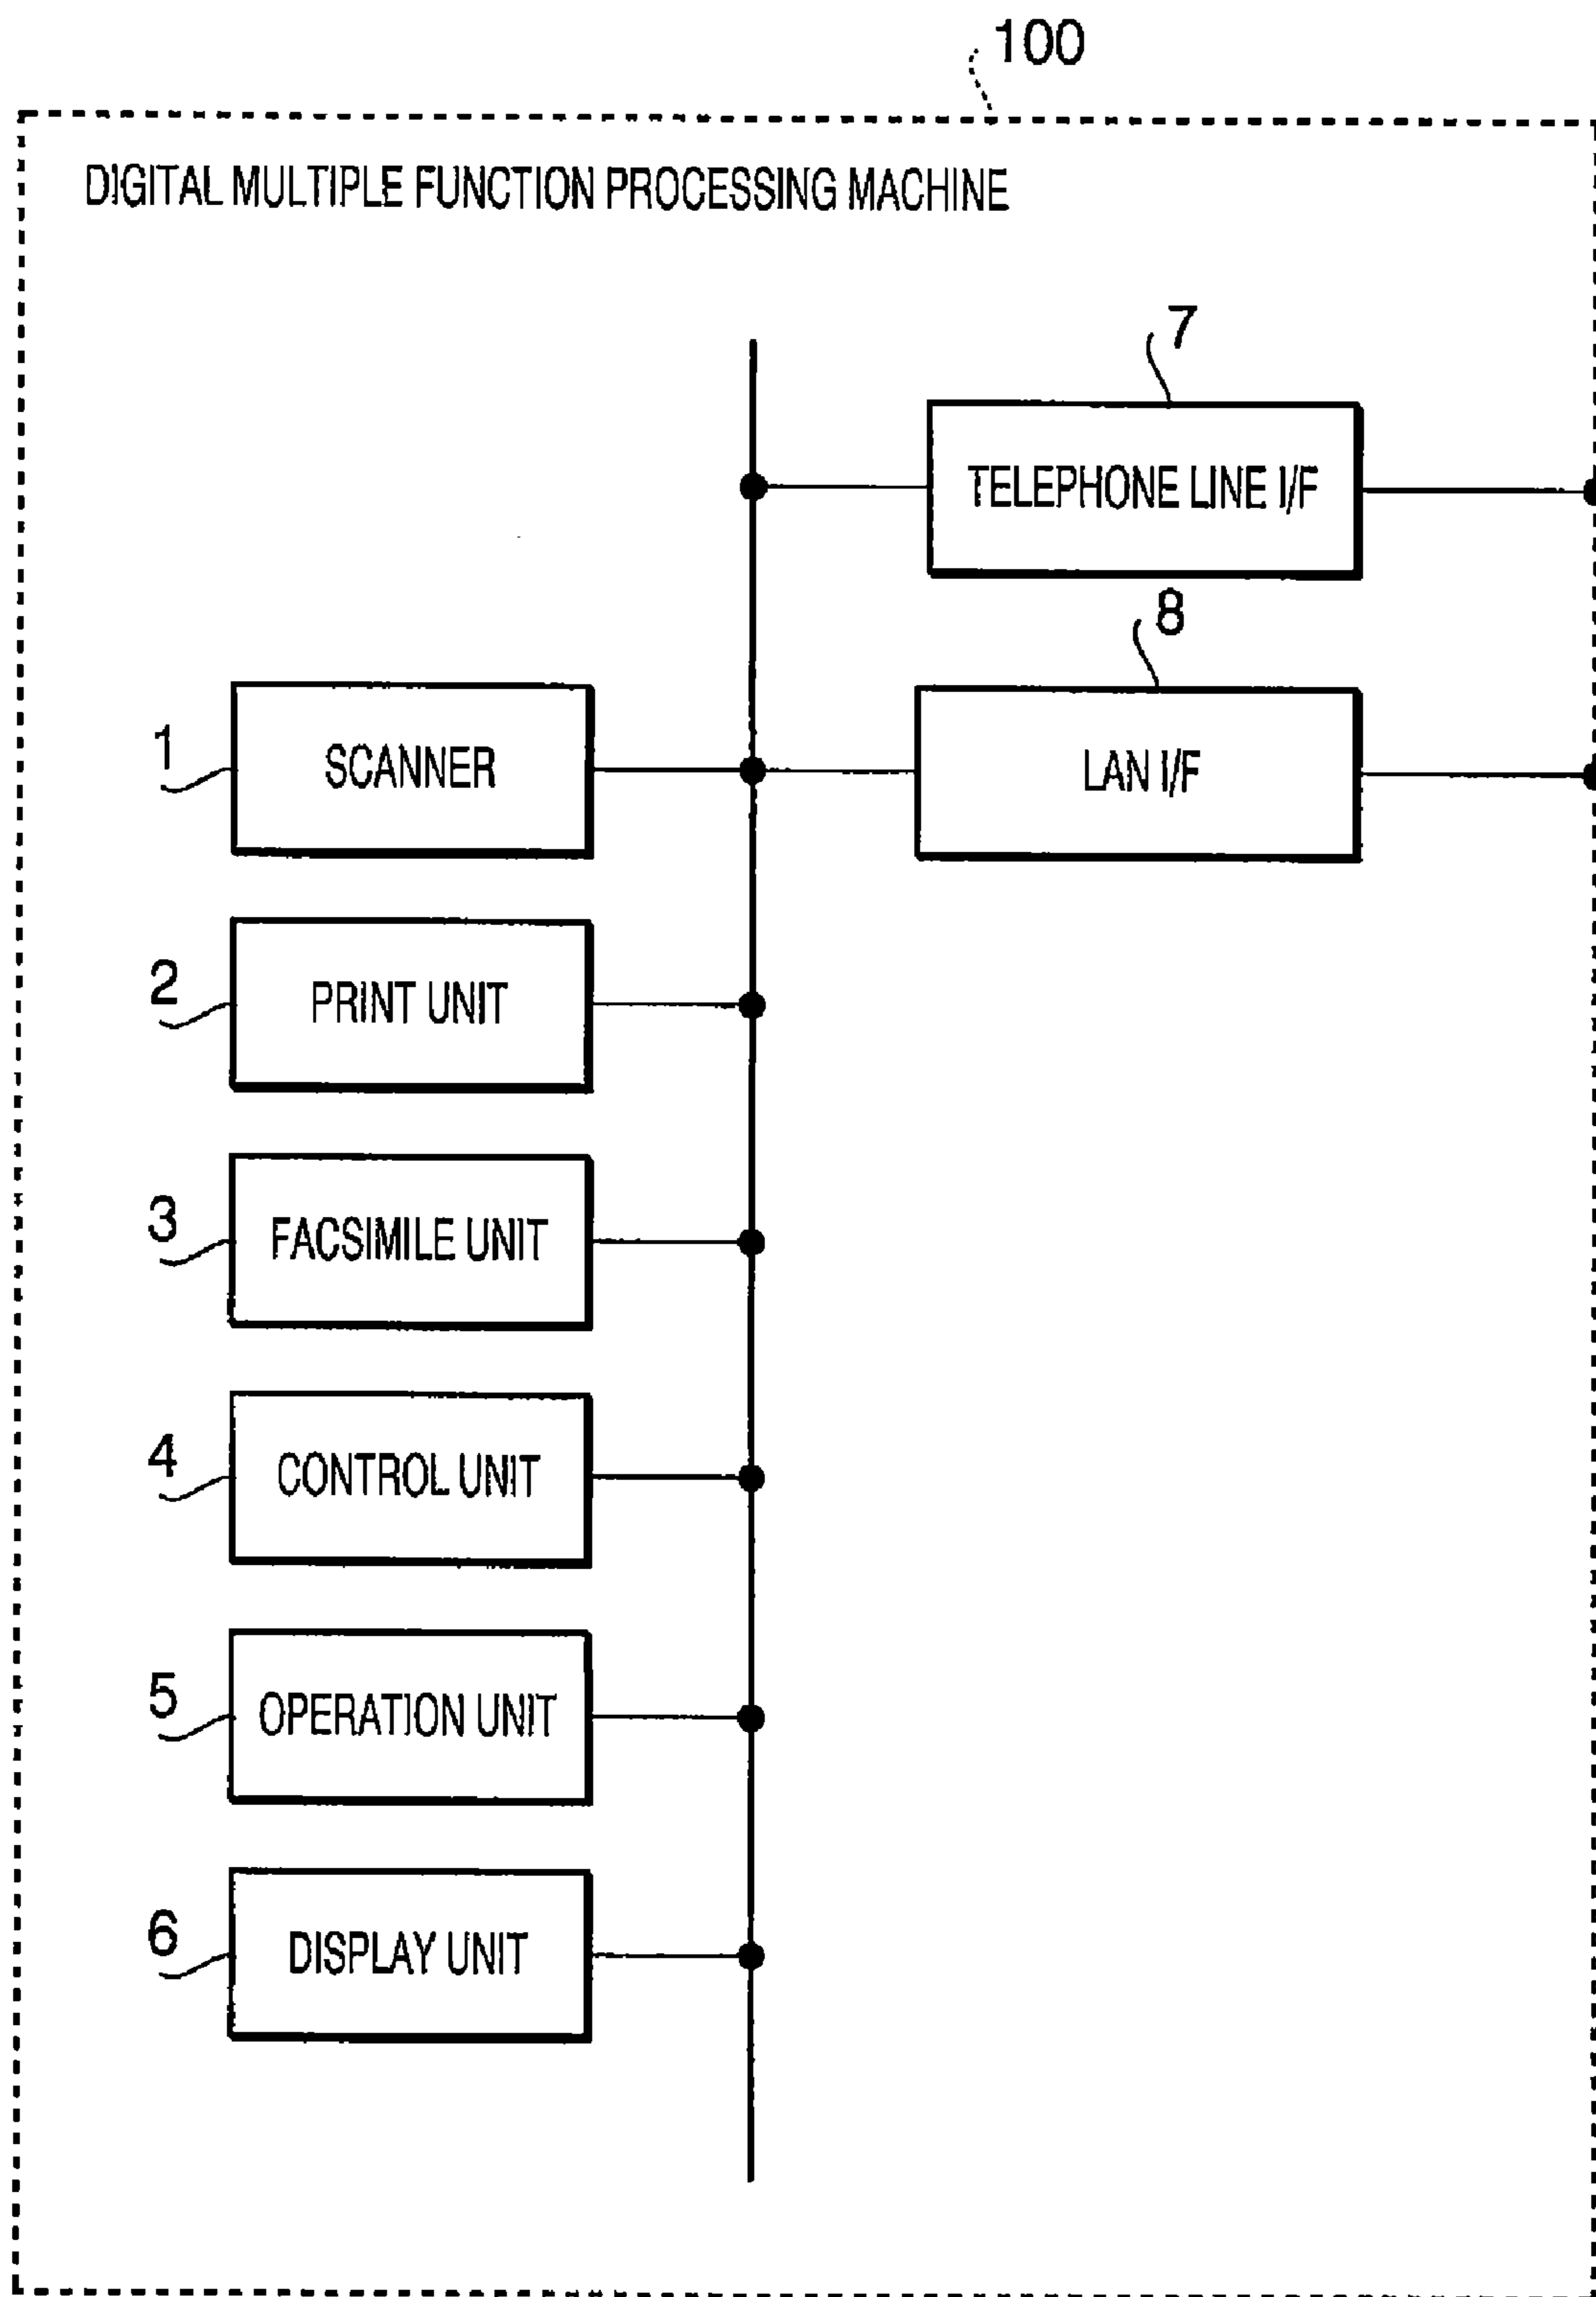 100
DIGITAL MULTIPLE FUNCTION PROCESSING MACHINE
7
TELEPHONE LINE I/F
8
LAN I/F
1
SCANNER
2
PRINT UNIT
3
FACSIMILE UNIT
4
CONTROL UNIT
5
OPERATION UNIT
6
DISPLAY UNIT